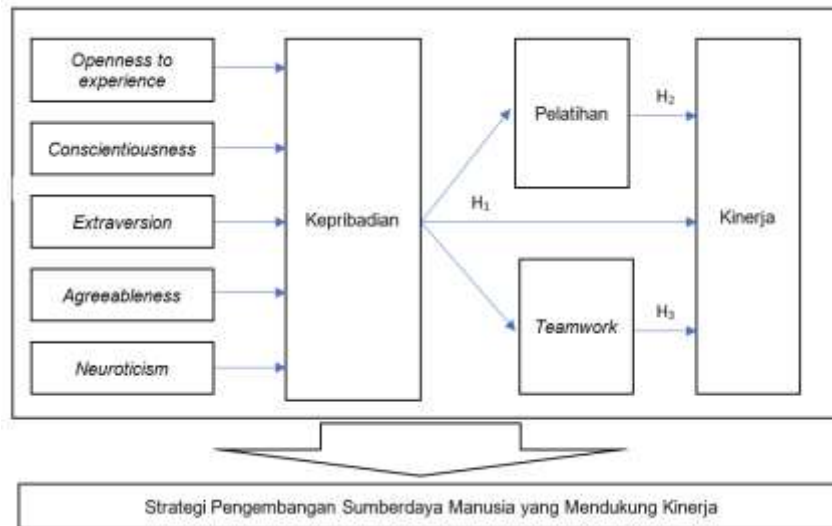 Openness to
experience
Conscientiousness
Extraversion
Agreeableness
Neuroticism
Kepribadian
Pelatihan
Teamwork
H₁
H₂
H₃
Kinerja
Strategi Pengembangan Sumberdaya Manusia yang Mendukung Kinerja